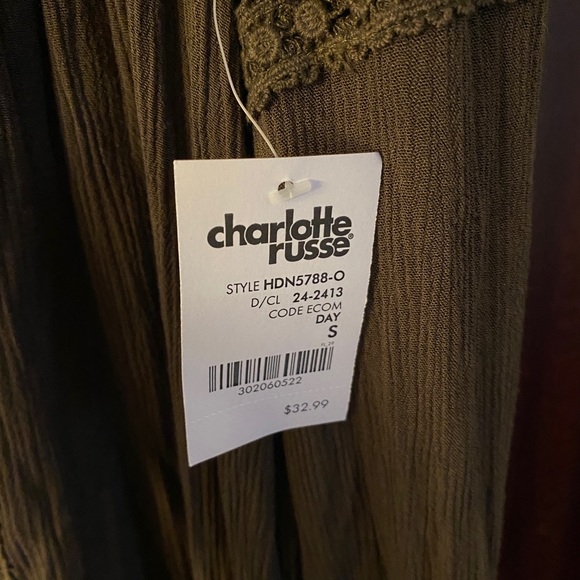 charlotte
russe®
STYLE HDN5788-O
D/CL 24-2413
CODE ECOM
DAY
S
302060522
$32.99